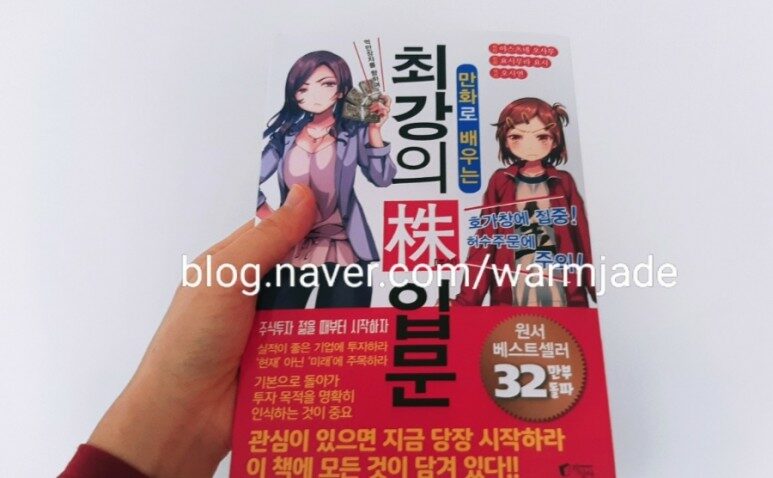 만화로 배우는
최강의 株 입문
호가창에 집중!
허수주문에
주의!
blog.naver.com/warmjade
주식투자 젊을 때부터 시작하자
실적이 좋은 기업에 투자하라
'현재' 아닌 '미래'에 주목하라
기본으로 돌아가
투자 목적을 명확히
인식하는 것이 중요
원서
베스트셀러
32만부
돌파
관심이 있으면 지금 당장 시작하라
이 책에 모든 것이 담겨 있다!!